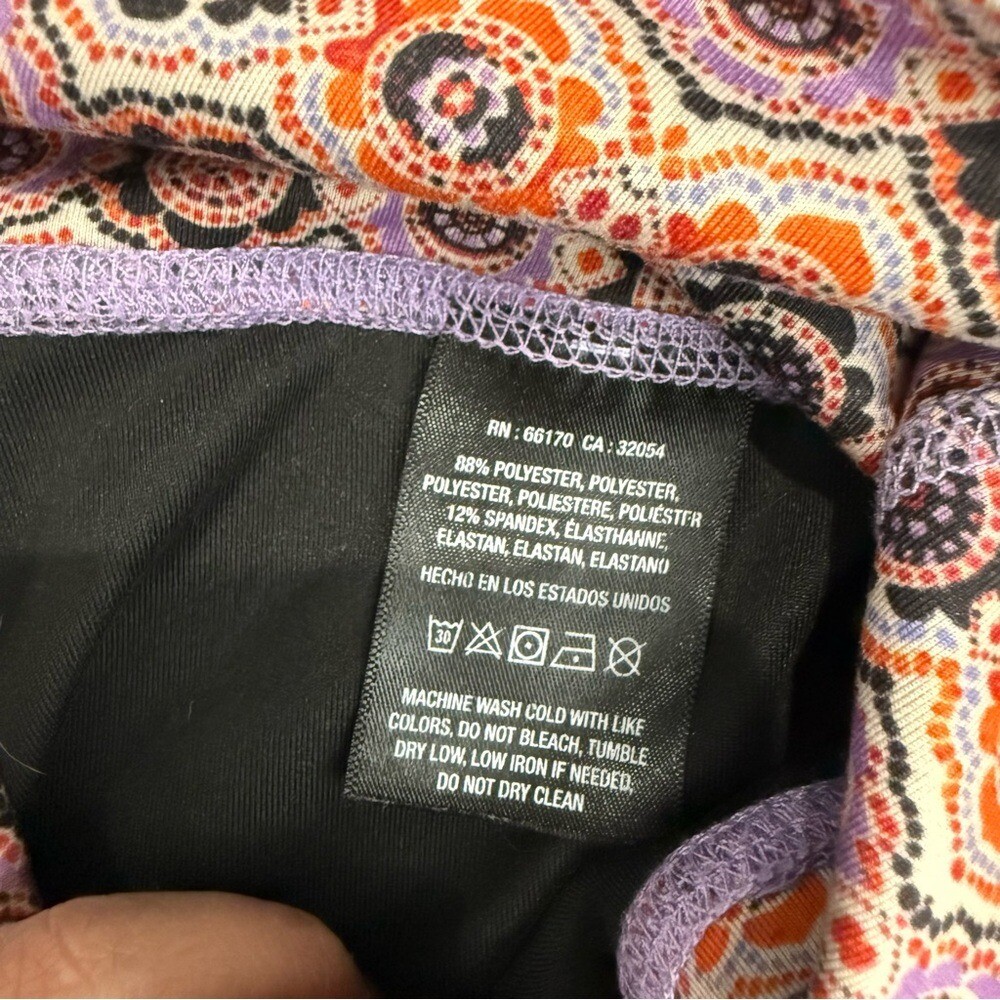 RN : 66170 CA : 32054
88% POLYESTER, POLYESTER,
POLYESTER, POLIESTERE, POLIÉSTER
12% SPANDEX, ÉLASTHANNE,
ELASTAN, ELASTAN, ELASTANO
HECHO EN LOS ESTADOS UNIDOS
30
MACHINE WASH COLD WITH LIKE
COLORS, DO NOT BLEACH, TUMBLE
DRY LOW, LOW IRON IF NEEDED,
DO NOT DRY CLEAN